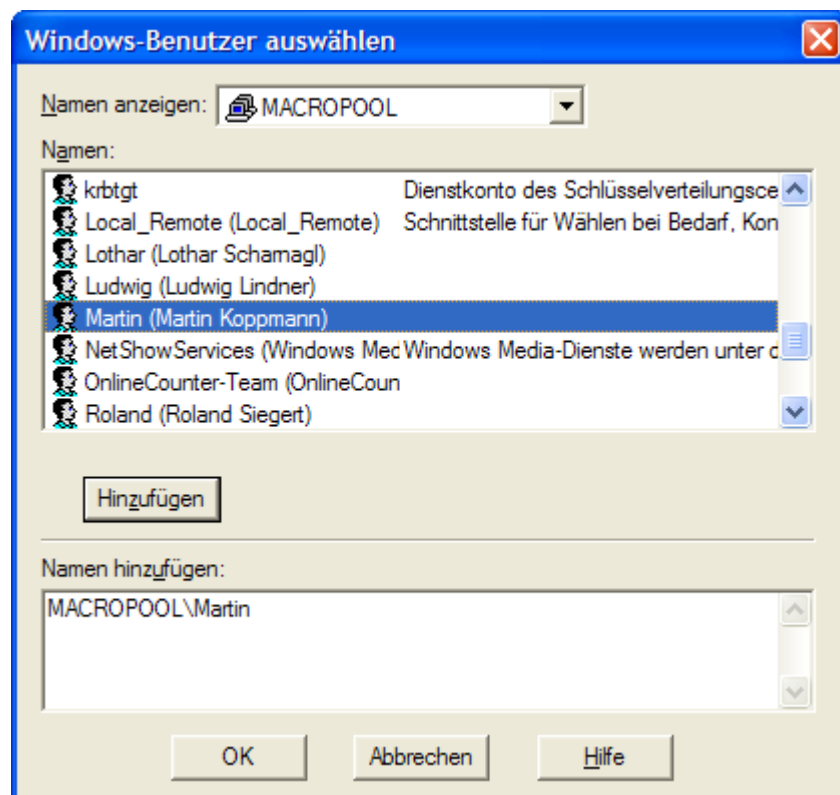 Windows-Benutzer auswählen
Namen anzeigen: MACROPOOL
Namen:
krbtgt Dienstkonto des Schlüsselverteilungsce
Local_Remote (Local_Remote) Schnittstelle für Wählen bei Bedarf, Kon
Lothar (Lothar Scharnagl)
Ludwig (Ludwig Lindner)
Martin (Martin Koppmann)
NetShowServices (Windows Med Windows Media-Dienste werden unter d
OnlineCounter-Team (OnlineCoun
Roland (Roland Siegert)
Hinzufügen
Namen hinzufügen:
MACROPOOL\Martin
OK Abbrechen Hilfe